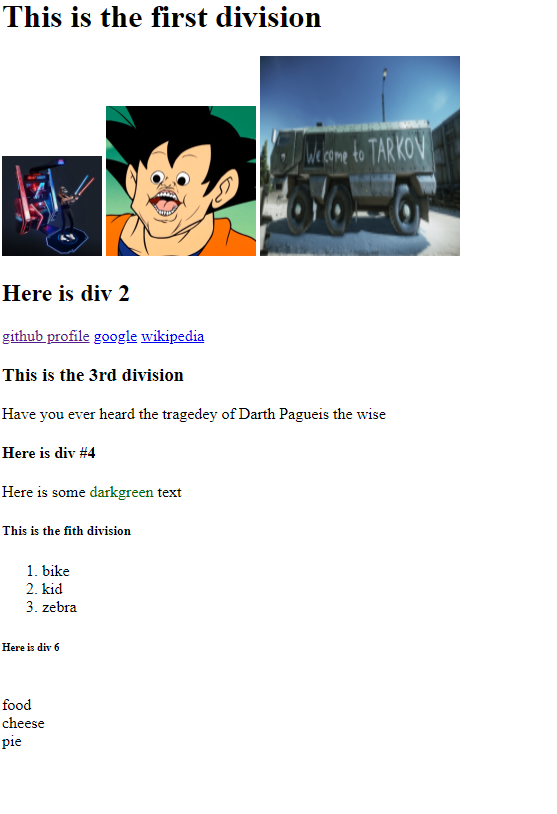 This is the first division
We come to TARKOV
Here is div 2
github profile google wikipedia
This is the 3rd division
Have you ever heard the tragedey of Darth Pagueis the wise
Here is div #4
Here is some darkgreen text
This is the fith division
1. bike
2. kid
3. zebra
Here is div 6
food
cheese
pie